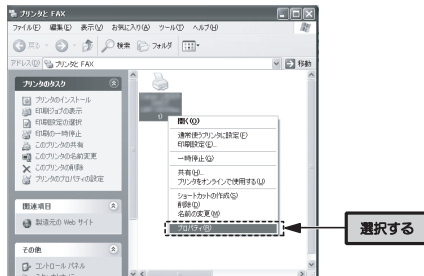 プリンタと FAX
ファイル(F) 編集(E) 表示(V) お気に入り(A) ツール(T) ヘルプ(H)
戻る 検索 フォルダ
アドレス(D) プリンタと FAX 移動
プリンタのタスク
プリンタのインストール
印刷ジョブの表示
印刷設定の選択
印刷の一時停止
このプリンタの共有
このプリンタの名前変更
このプリンタの削除
プリンタのプロパティの設定
関連項目
製造元の Web サイト
その他
コントロール パネル
0
開く(O)
通常使うプリンタに設定(F)
印刷設定(E)...
一時停止(G)
共有(H)...
プリンタをオンラインで使用する(U)
ショートカットの作成(S)
削除(D)
名前の変更(M)
プロパティ(R)
選択する